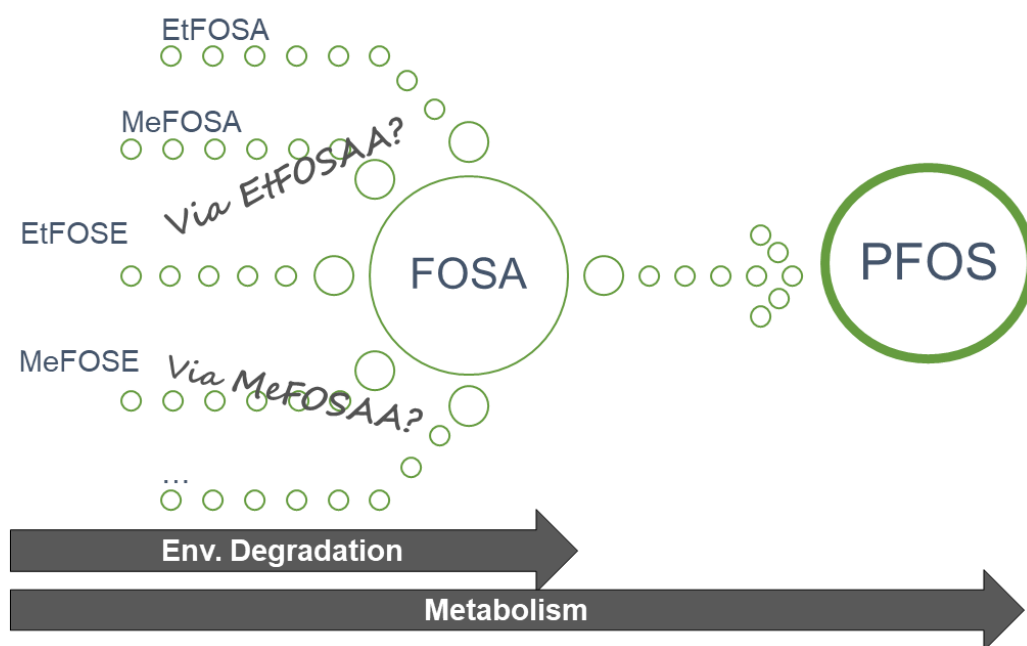 EtFOSA
MeFOSA
Via EtFOSAA?
EtFOSE
FOSA
PFOS
MeFOSE
Via MeFOSAA?
...
Env. Degradation
Metabolism